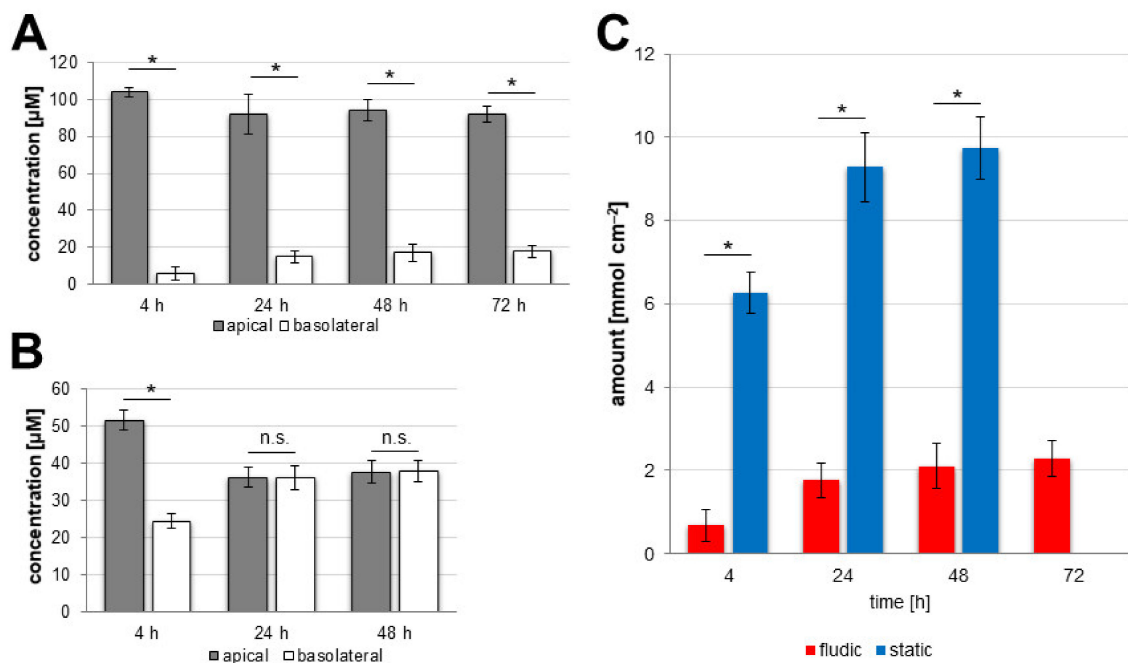 A
concentration [µM]
120
100
80
60
40
20
0
*
*
*
*
4 h
24 h
48 h
72 h
apical
basolateral
B
concentration [µM]
60
50
40
30
20
10
0
*
n.s.
n.s.
4 h
24 h
48 h
apical
basolateral
C
amount [mmol cm⁻²]
12
10
8
6
4
2
0
*
*
*
4
24
48
72
time [h]
fludic
static